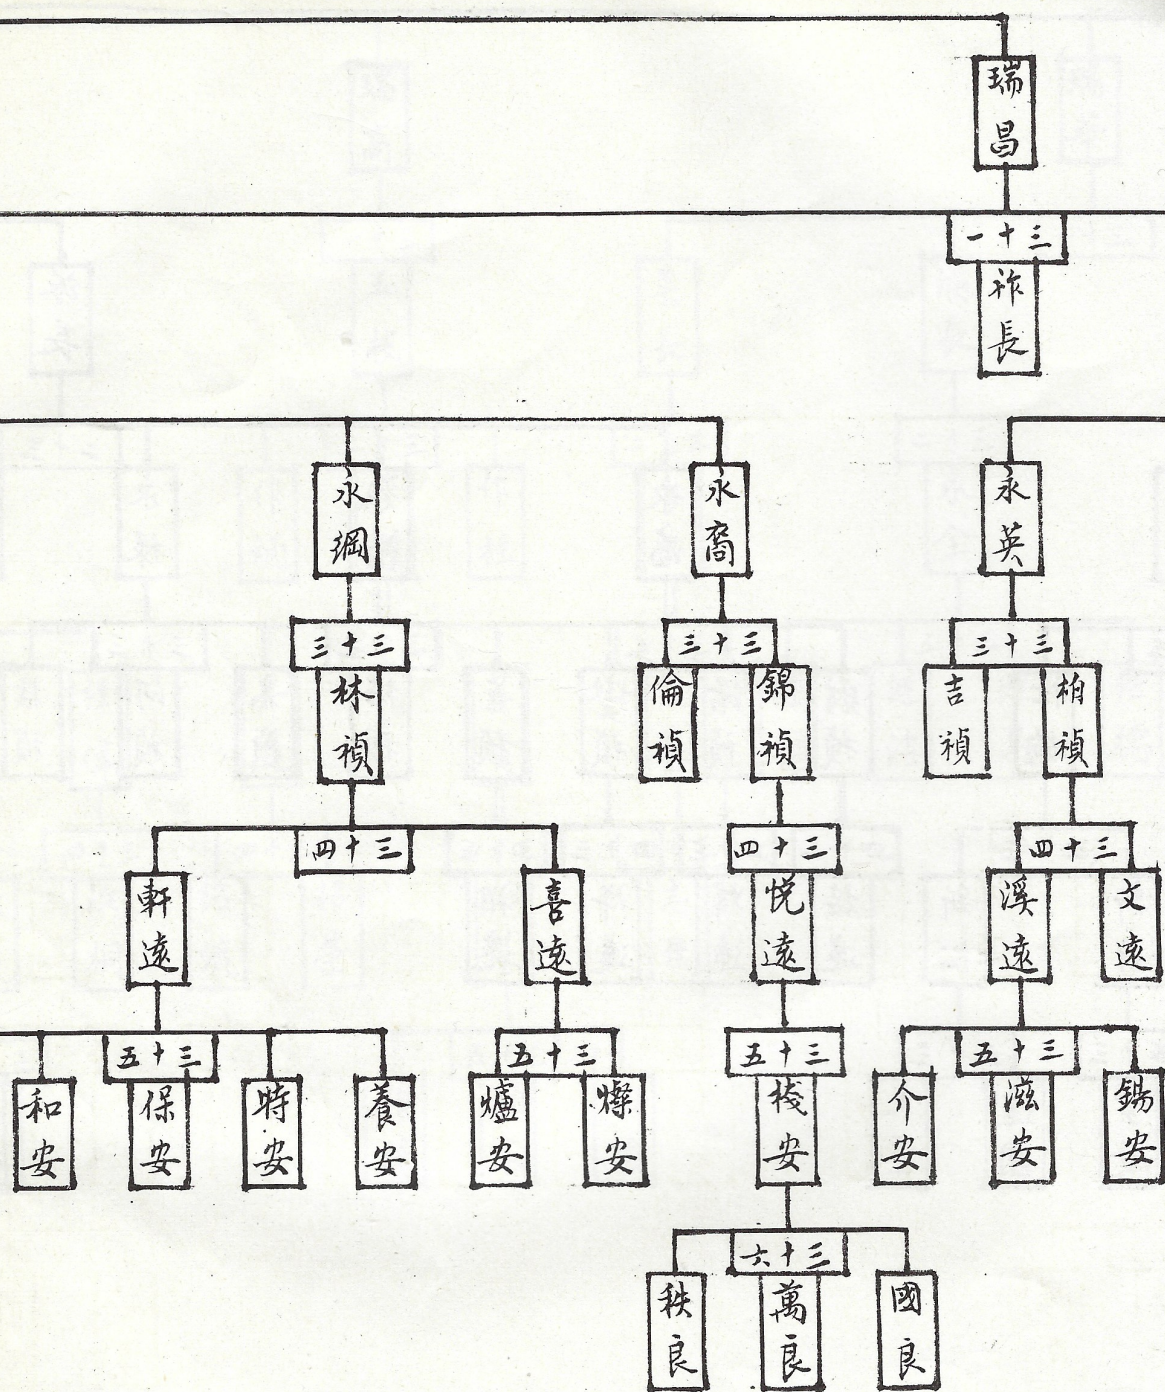 瑞昌
三十一
祚長
永英
永裔
永綱
三十三
三十三
三十三
柏禎
吉禎
錦禎
倫禎
林禎
三十四
三十四
三十四
文遠
溪遠
悅遠
喜遠
軒遠
三十五
三十五
三十五
三十五
錫安
滋安
介安
棧安
燦安
爐安
養安
特安
保安
和安
三十六
國良
萬良
秩良